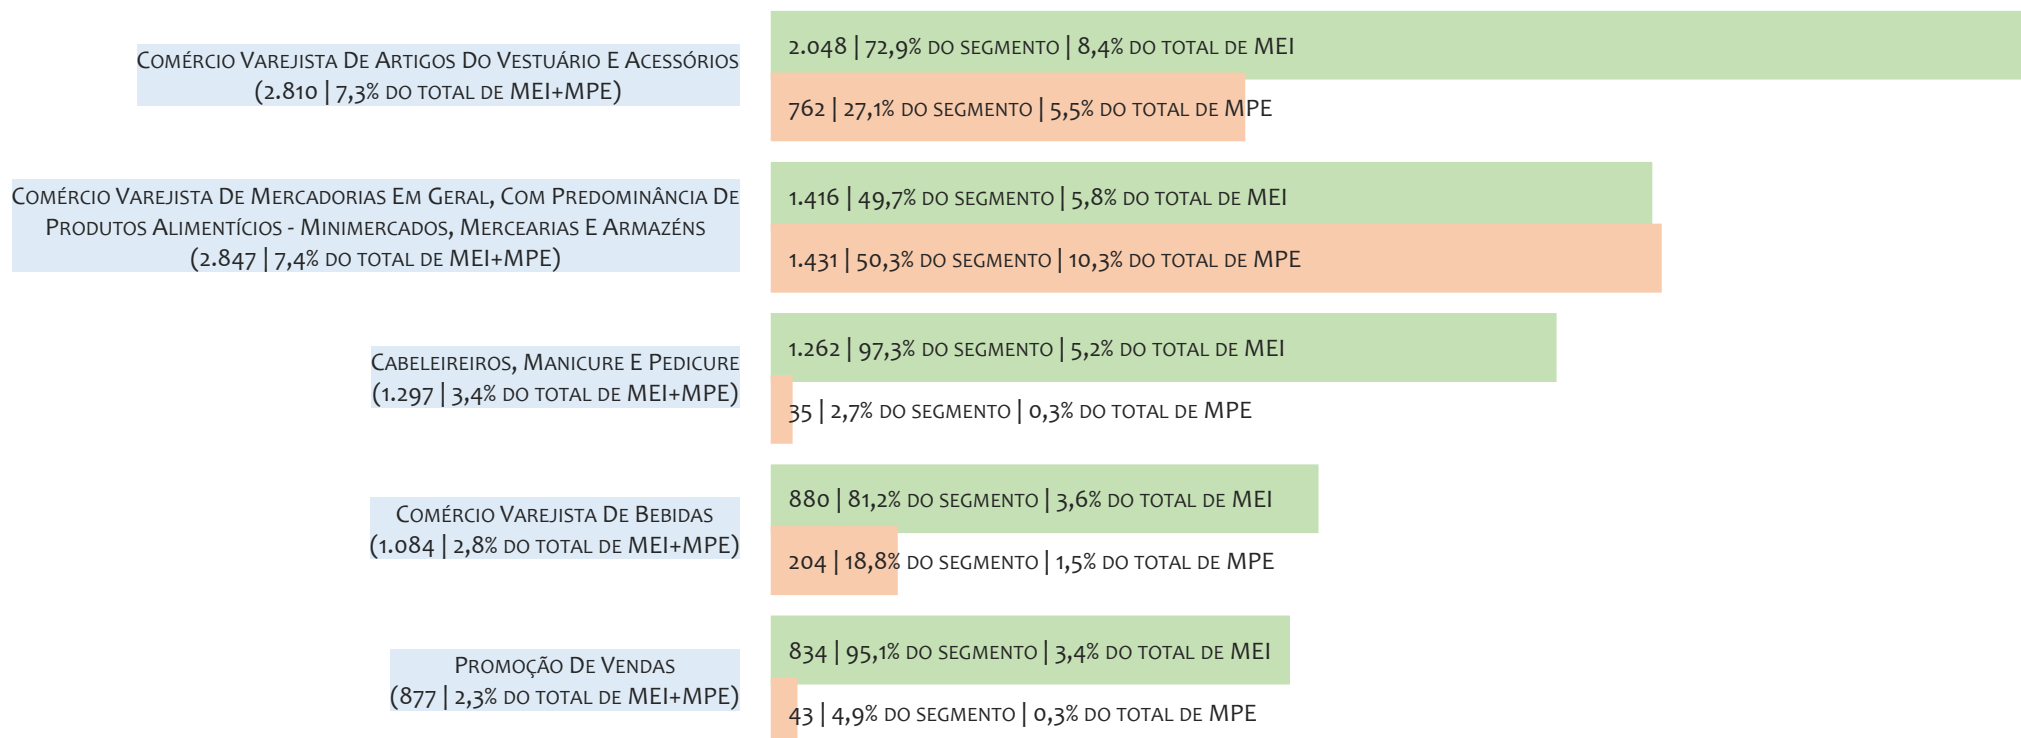 Comércio Varejista De Artigos Do Vestuário E Acessórios
(2.810 | 7,3% do total de MEI+MPE)
2.048 | 72,9% do segmento | 8,4% do total de MEI
762 | 27,1% do segmento | 5,5% do total de MPE
Comércio Varejista De Mercadorias Em Geral, Com Predominância De
Produtos Alimentícios - Minimercados, Mercearias E Armazéns
(2.847 | 7,4% do total de MEI+MPE)
1.416 | 49,7% do segmento | 5,8% do total de MEI
1.431 | 50,3% do segmento | 10,3% do total de MPE
Cabeleireiros, Manicure E Pedicure
(1.297 | 3,4% do total de MEI+MPE)
1.262 | 97,3% do segmento | 5,2% do total de MEI
35 | 2,7% do segmento | 0,3% do total de MPE
Comércio Varejista De Bebidas
(1.084 | 2,8% do total de MEI+MPE)
880 | 81,2% do segmento | 3,6% do total de MEI
204 | 18,8% do segmento | 1,5% do total de MPE
Promoção De Vendas
(877 | 2,3% do total de MEI+MPE)
834 | 95,1% do segmento | 3,4% do total de MEI
43 | 4,9% do segmento | 0,3% do total de MPE